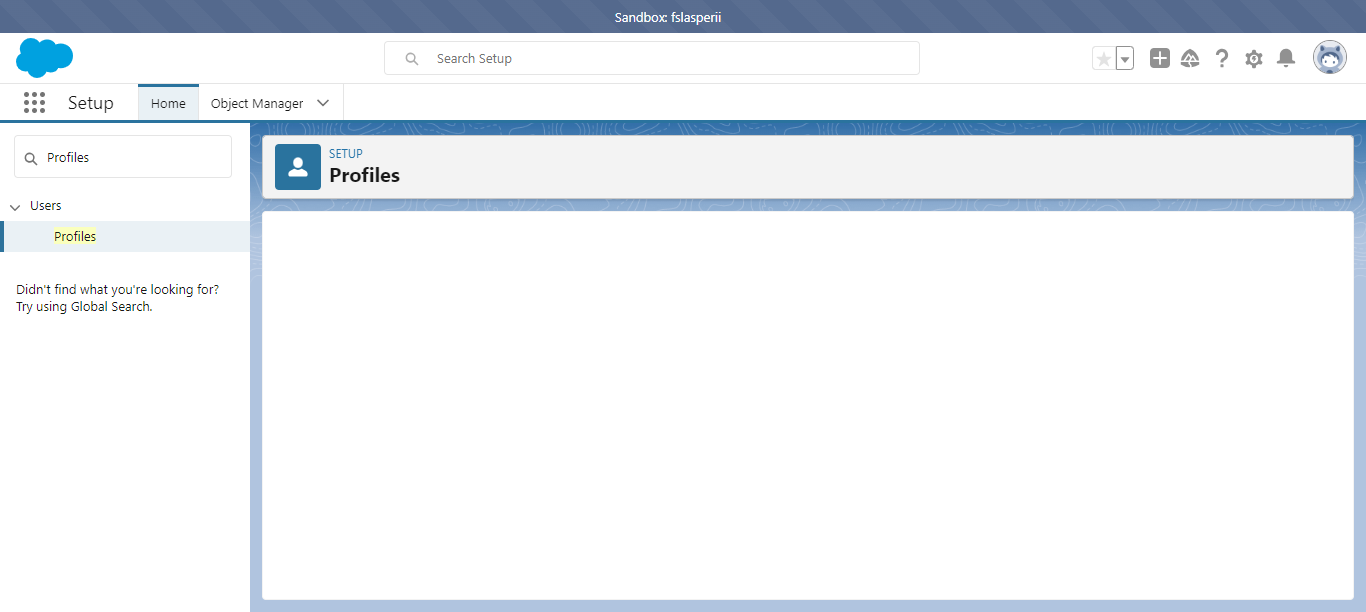 Sandbox: fslasperii
Search Setup
Setup
Home
Object Manager
Profiles
Users
Profiles
Didn't find what you're looking for?
Try using Global Search.
SETUP
Profiles